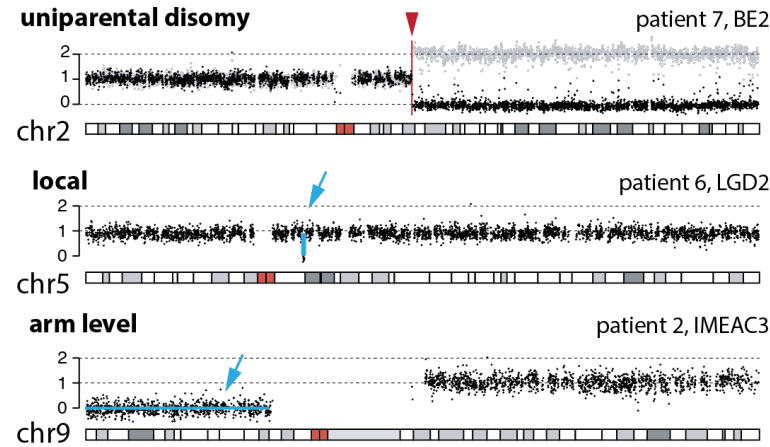 uniparental disomy
patient 7, BE2
2
1
0
chr2
local
patient 6, LGD2
2
1
0
chr5
arm level
patient 2, IMEAC3
2
1
0
chr9